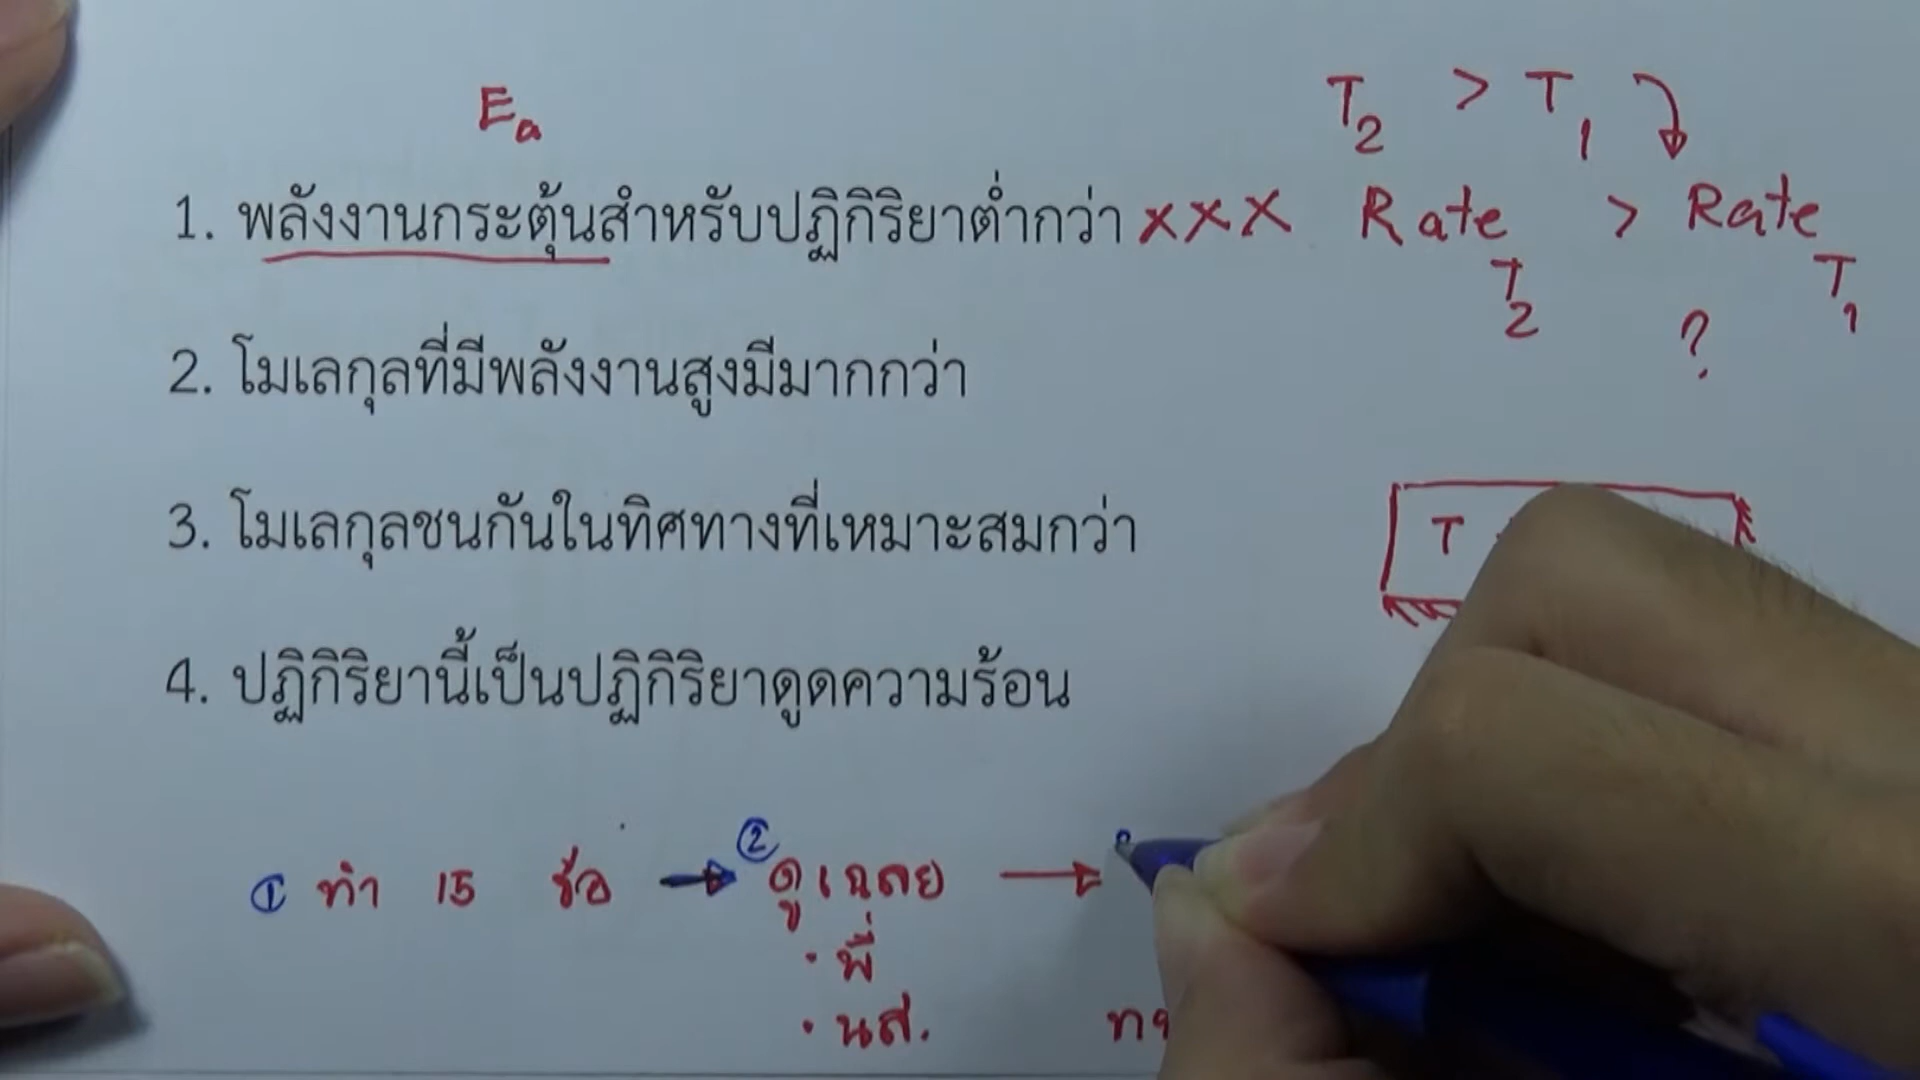 Ea
T2 > T1
1. พลังงานกระตุ้นสำหรับปฏิกิริยาต่ำกว่า xxx Rate T2 > Rate T1
?
2. โมเลกุลที่มีพลังงานสูงมีมากกว่า
3. โมเลกุลชนกันในทิศทางที่เหมาะสมกว่า
T
4. ปฏิกิริยานี้เป็นปฏิกิริยาดูดความร้อน
① ทำ 15 ข้อ → ② ดูเฉลย →
• พี่
• นส.